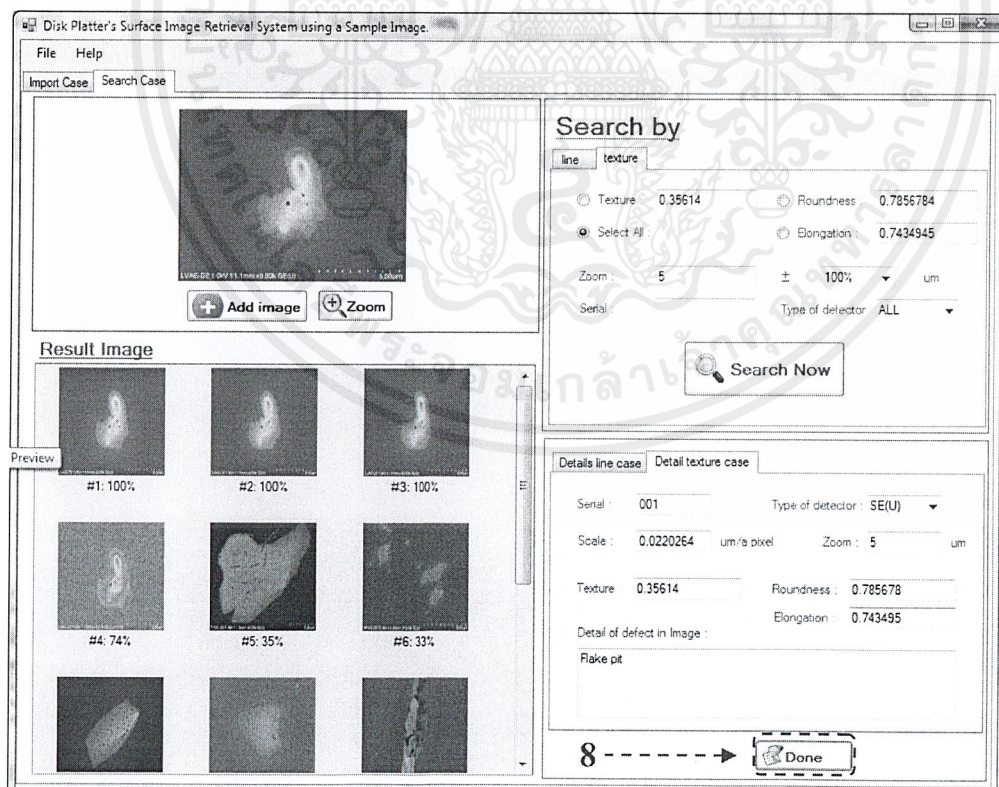 Disk Platter's Surface Image Retrieval System using a Sample Image.
File Help
Import Case Search Case
5.00um
Add image Zoom
Result Image
Preview
#1: 100% #2: 100% #3: 100%
#4: 74% #5: 35% #6: 33%
Search by
line texture
Texture 0.35614 Roundness 0.7856784
Select All : Elongation : 0.7434945
Zoom : 5 ± 100% um
Serial : Type of detector ALL
Search Now
Details line case Detail texture case
Serial : 001 Type of detector : SE(U)
Scale : 0.0220264 um/a pixel Zoom : 5 um
Texture 0.35614 Roundness : 0.785678
Elongation : 0.743495
Detail of defect in Image :
Flake pit
8 Done